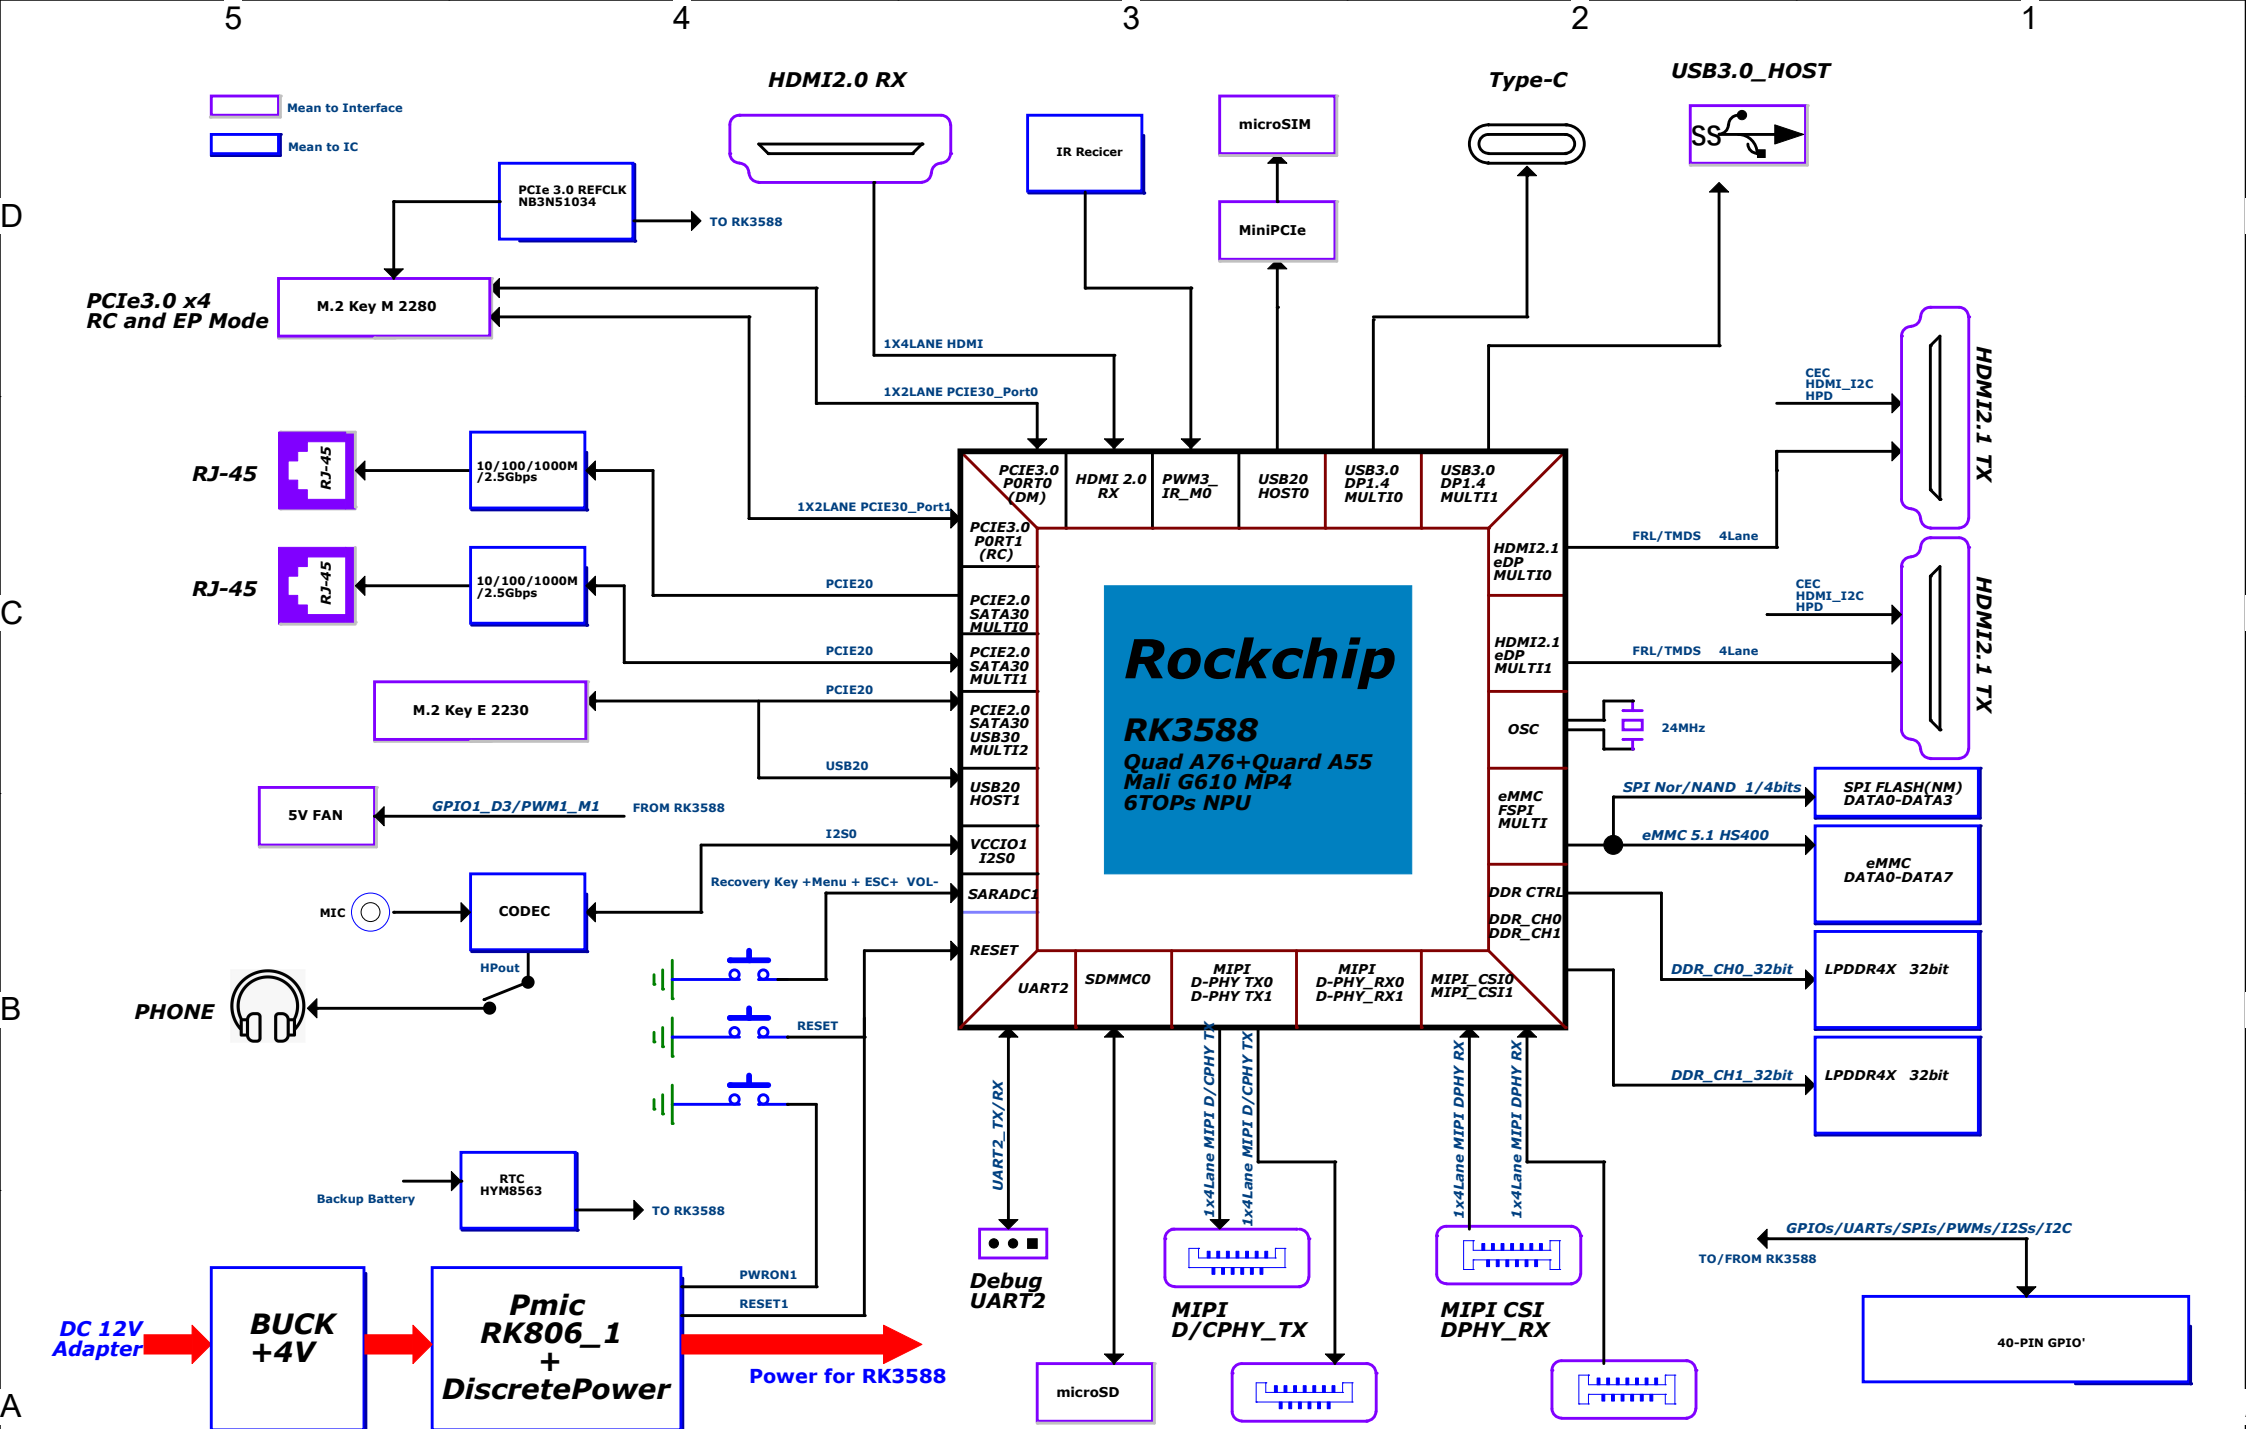 5
4
3
2
1
D
C
B
A
Mean to Interface
Mean to IC
HDMI2.0 RX
IR Recicer
microSIM
MiniPCIe
Type-C
USB3.0_HOST
SS
PCIe 3.0 REFCLK
NB3N51034
TO RK3588
PCIe3.0 x4
RC and EP Mode
M.2 Key M 2280
1X4LANE HDMI
1X2LANE PCIE30_Port0
1X2LANE PCIE30_Port1
RJ-45
RJ-45
10/100/1000M
/2.5Gbps
PCIE20
RJ-45
RJ-45
10/100/1000M
/2.5Gbps
PCIE20
PCIE20
M.2 Key E 2230
USB20
5V FAN
GPIO1_D3/PWM1_M1
FROM RK3588
I2S0
Recovery Key +Menu + ESC+ VOL-
MIC
CODEC
HPout
PHONE
RESET
RTC
HYM8563
Backup Battery
TO RK3588
PWRON1
RESET1
DC 12V
Adapter
BUCK
+4V
Pmic
RK806_1
+
DiscretePower
Power for RK3588
PCIE3.0
P0RT0
(DM)
HDMI 2.0
RX
PWM3_
IR_M0
USB20
HOST0
USB3.0
DP1.4
MULTI0
USB3.0
DP1.4
MULTI1
PCIE3.0
P0RT1
(RC)
PCIE2.0
SATA30
MULTI0
PCIE2.0
SATA30
MULTI1
PCIE2.0
SATA30
USB30
MULTI2
USB20
HOST1
VCCIO1
I2S0
SARADC1
RESET
UART2
SDMMC0
MIPI
D-PHY TX0
D-PHY TX1
MIPI
D-PHY_RX0
D-PHY_RX1
MIPI_CSI0
MIPI_CSI1
HDMI2.1
eDP
MULTI0
HDMI2.1
eDP
MULTI1
OSC
eMMC
FSPI
MULTI
DDR CTRL
DDR_CH0
DDR_CH1
Rockchip
RK3588
Quad A76+Quard A55
Mali G610 MP4
6TOPs NPU
CEC
HDMI_I2C
HPD
HDMI2.1 TX
FRL/TMDS 4Lane
CEC
HDMI_I2C
HPD
HDMI2.1 TX
FRL/TMDS 4Lane
24MHz
SPI Nor/NAND 1/4bits
SPI FLASH(NM)
DATA0-DATA3
eMMC 5.1 HS400
eMMC
DATA0-DATA7
DDR_CH0_32bit
LPDDR4X 32bit
DDR_CH1_32bit
LPDDR4X 32bit
UART2_TX/RX
1x4Lane MIPI D/CPHY TX
1x4Lane MIPI D/CPHY TX
1x4Lane MIPI DPHY RX
1x4Lane MIPI DPHY RX
Debug
UART2
microSD
MIPI
D/CPHY_TX
MIPI CSI
DPHY_RX
GPIOs/UARTs/SPIs/PWMs/I2Ss/I2C
TO/FROM RK3588
40-PIN GPIO'